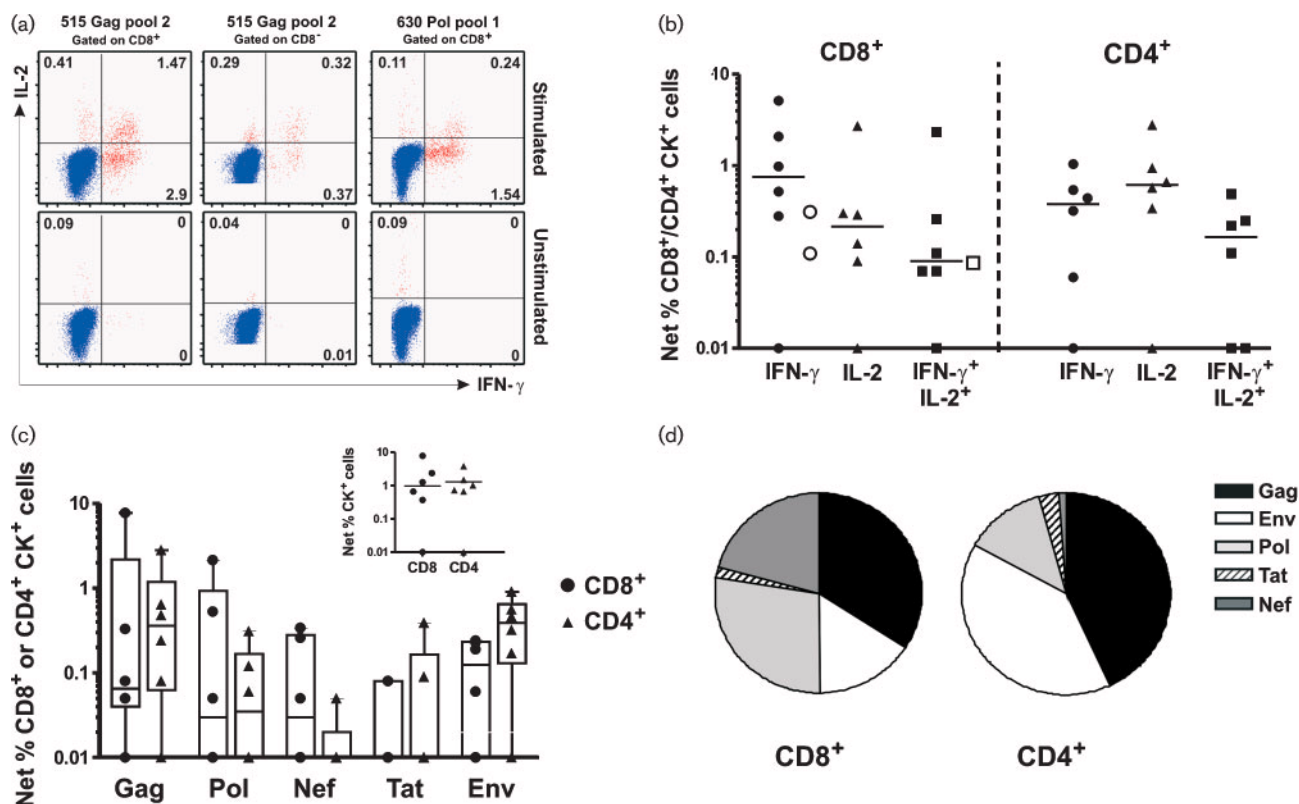 (a)
515 Gag pool 2
Gated on CD8⁺
515 Gag pool 2
Gated on CD8⁻
630 Pol pool 1
Gated on CD8⁺
IL-2
0.41 1.47
2.9
0.29 0.32
0.37
0.11 0.24
1.54
Stimulated
0.09 0
0
0.04 0
0.01
0.09 0
0
Unstimulated
IFN-γ
(b)
CD8⁺
CD4⁺
Net % CD8⁺/CD4⁺ CK⁺ cells
10
1
0.1
0.01
IFN-γ
IL-2
IFN-γ⁺
IL-2⁺
IFN-γ
IL-2
IFN-γ⁺
IL-2⁺
(c)
Net % CD8⁺ or CD4⁺ CK⁺ cells
10
1
0.1
0.01
Gag
Pol
Nef
Tat
Env
Net % CK⁺ cells
10
1
0.1
0.01
CD8
CD4
CD8⁺
CD4⁺
(d)
CD8⁺
CD4⁺
Gag
Env
Pol
Tat
Nef